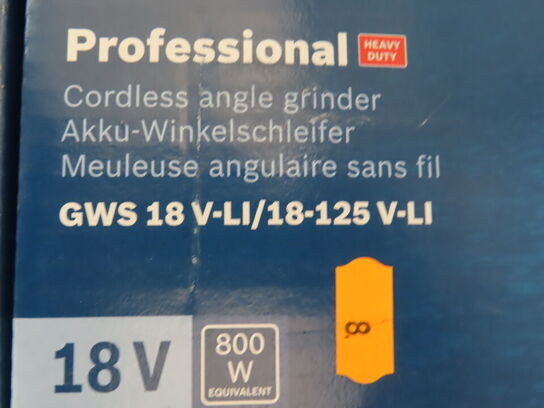 Professional HEAVY DUTY
Cordless angle grinder
Akku-Winkelschleifer
Meuleuse angulaire sans fil
GWS 18 V-LI/18-125 V-LI
8.
18 V
800
W
EQUIVALENT